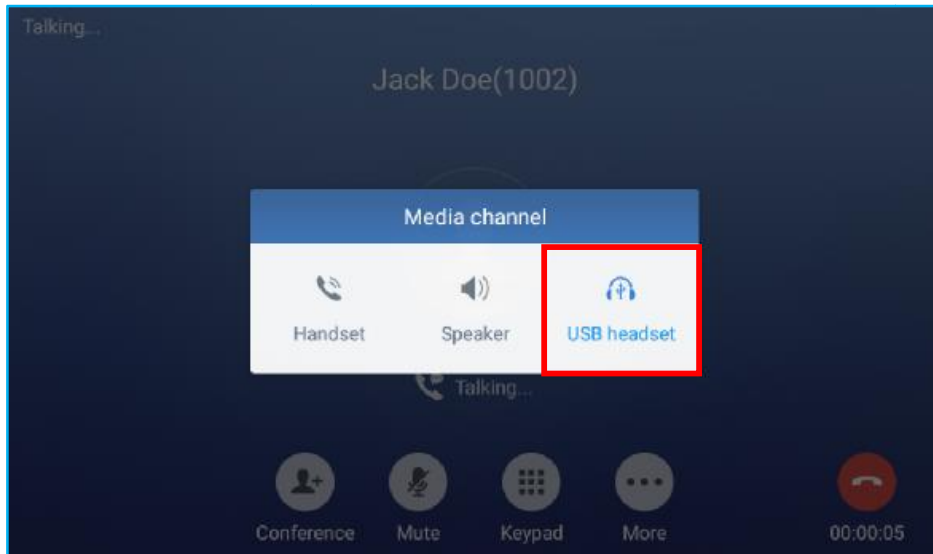 Talking...
Jack Doe(1002)
Media channel
Handset Speaker USB headset
Talking...
Conference Mute Keypad More 00:00:05